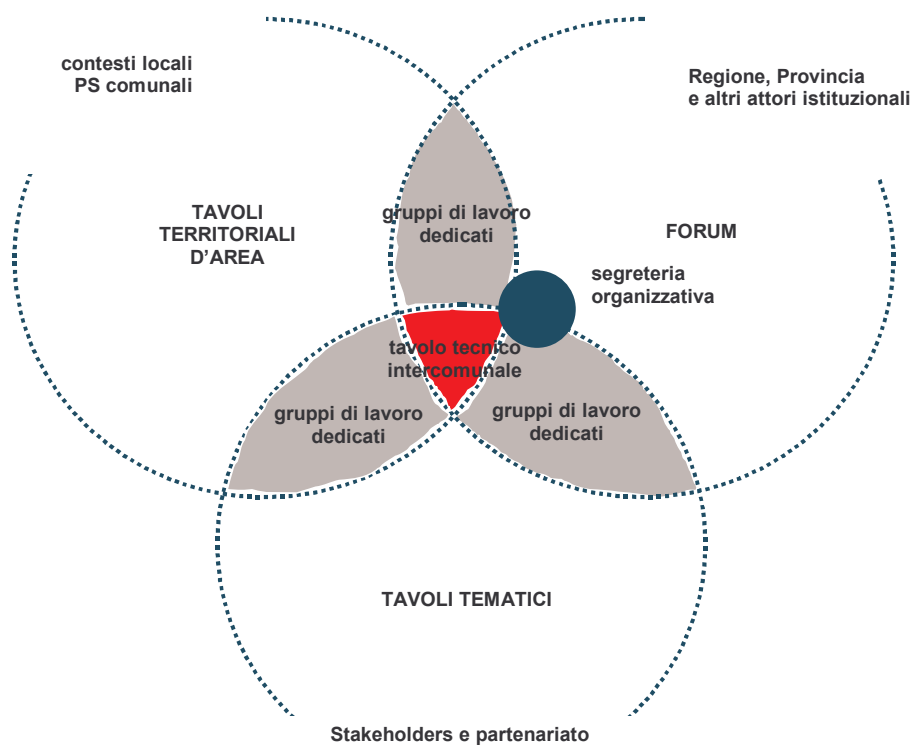 contesti locali
PS comunali
Regione, Provincia
e altri attori istituzionali
TAVOLI
TERRITORIALI
D'AREA
gruppi di lavoro
dedicati
FORUM
segreteria
organizzativa
tavolo tecnico
intercomunale
gruppi di lavoro
dedicati
gruppi di lavoro
dedicati
TAVOLI TEMATICI
Stakeholders e partenariato